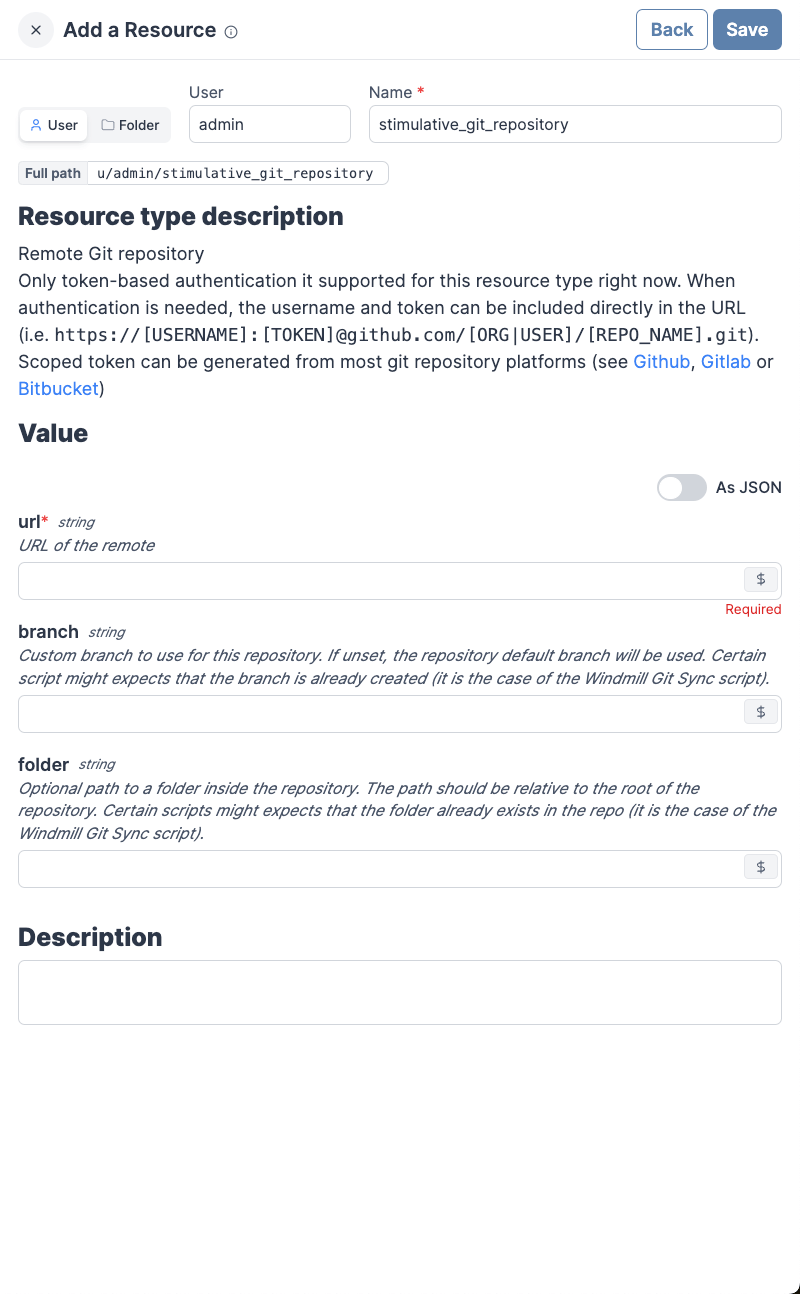 Add a Resource
Back
Save
User
Folder
User
admin
Name *
stimulative_git_repository
Full path u/admin/stimulative_git_repository
Resource type description
Remote Git repository
Only token-based authentication it supported for this resource type right now. When
authentication is needed, the username and token can be included directly in the URL
(i.e. https://[USERNAME]:[TOKEN]@github.com/[ORG|USER]/[REPO_NAME].git).
Scoped token can be generated from most git repository platforms (see Github, Gitlab or
Bitbucket)
Value
As JSON
url* string
URL of the remote
$
Required
branch string
Custom branch to use for this repository. If unset, the repository default branch will be used. Certain
script might expects that the branch is already created (it is the case of the Windmill Git Sync script).
$
folder string
Optional path to a folder inside the repository. The path should be relative to the root of the
repository. Certain scripts might expects that the folder already exists in the repo (it is the case of the
Windmill Git Sync script).
$
Description